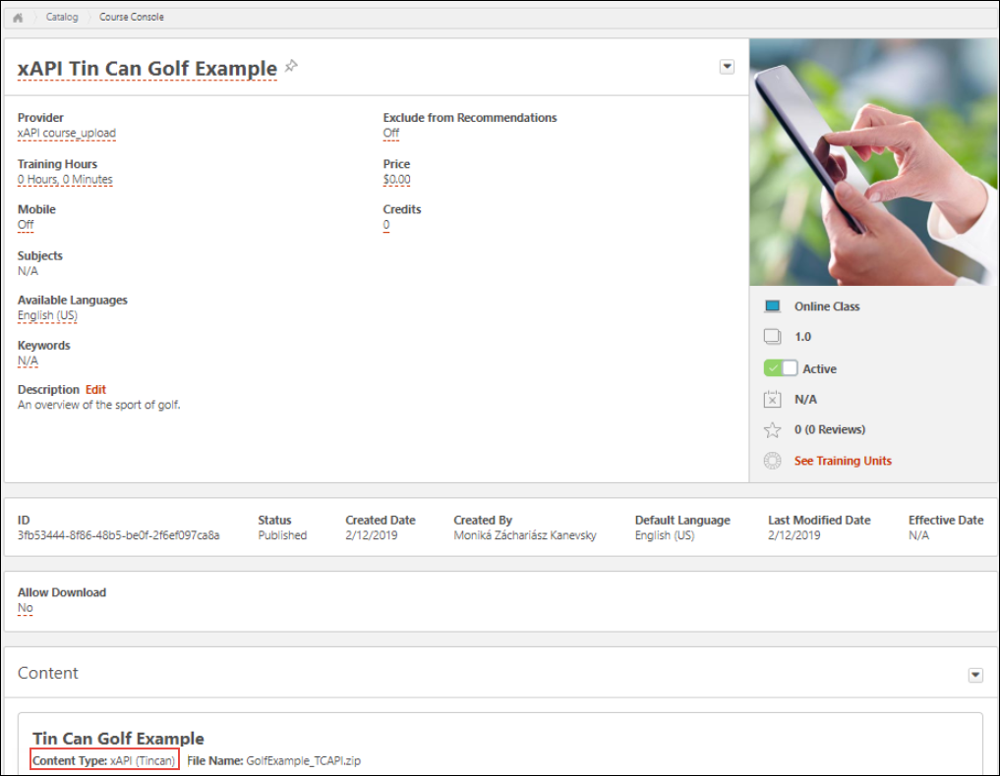 Catalog Course Console
xAPI Tin Can Golf Example
Provider
xAPI course_upload
Training Hours
0 Hours, 0 Minutes
Mobile
Off
Subjects
N/A
Available Languages
English (US)
Keywords
N/A
Description Edit
An overview of the sport of golf.
Exclude from Recommendations
Off
Price
$0.00
Credits
0
Online Class
1.0
Active
N/A
0 (0 Reviews)
See Training Units
ID Status Created Date Created By Default Language Last Modified Date Effective Date
3fb53444-8f86-48b5-be0f-2f6ef097ca8a Published 2/12/2019 Moniká Záchariász Kanevsky English (US) 2/12/2019 N/A
Allow Download
No
Content
Tin Can Golf Example
Content Type: xAPI (Tincan) File Name: GolfExample_TCAPI.zip